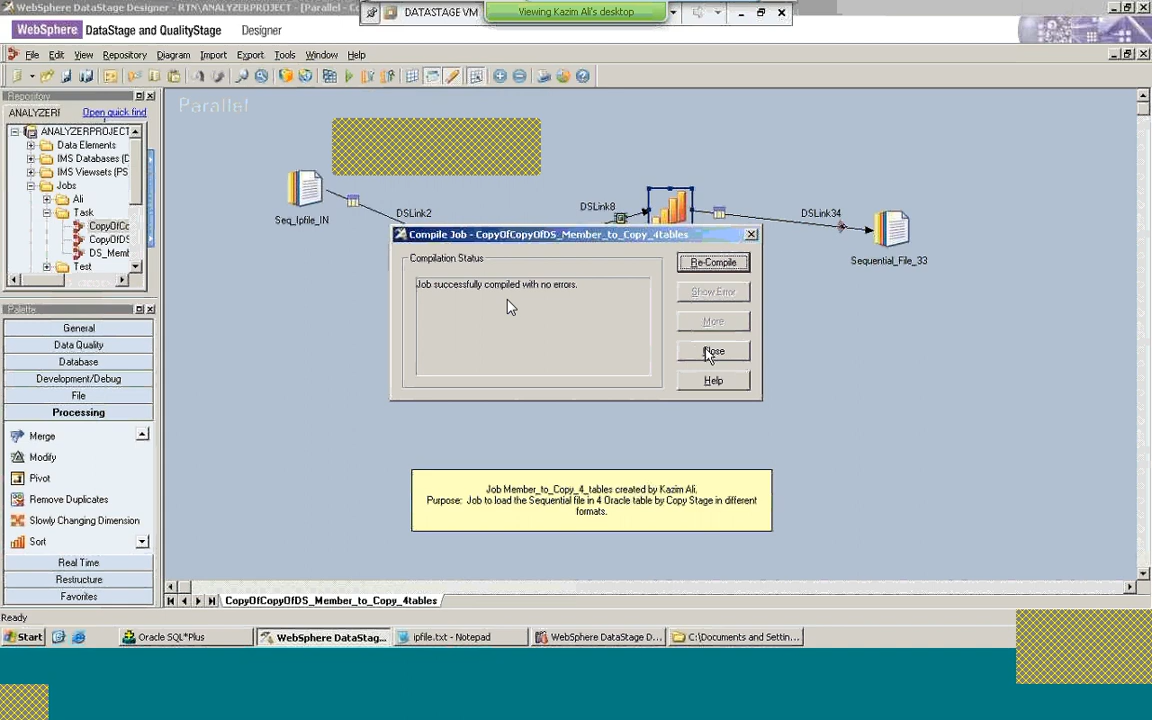 WebSphere DataStage and QualityStage Designer - RTN\ANALYZERPROJECT - [Parallel - C
DATASTAGE VM
Viewing Kazim Ali's desktop
WebSphere DataStage and QualityStage Designer
File Edit View Repository Diagram Import Export Tools Window Help
Repository
ANALYZERI Open quick find
ANALYZERPROJECT
Data Elements
IMS Databases (D
IMS Viewsets (PS
Jobs
Ali
Task
CopyOfCc
CopyOfDS
DS_Memb
Test
Palette
General
Data Quality
Database
Development/Debug
File
Processing
Merge
Modify
Pivot
Remove Duplicates
Slowly Changing Dimension
Sort
Real Time
Restructure
Favorites
Parallel
Seq_Ipfile_IN
DSLink2
DSLink8
DSLink34
Sequential_File_33
Compile Job - CopyOfCopyOfDS_Member_to_Copy_4tables
Compilation Status
Job successfully compiled with no errors.
Re-Compile
Show Error
More
Close
Help
Job Member_to_Copy_4_tables created by Kazim Ali.
Purpose: Job to load the Sequential file in 4 Oracle table by Copy Stage in different
formats.
CopyOfCopyOfDS_Member_to_Copy_4tables
Ready
Start Oracle SQL*Plus WebSphere DataStag... ipfile.txt - Notepad WebSphere DataStage D... C:\Documents and Settin...